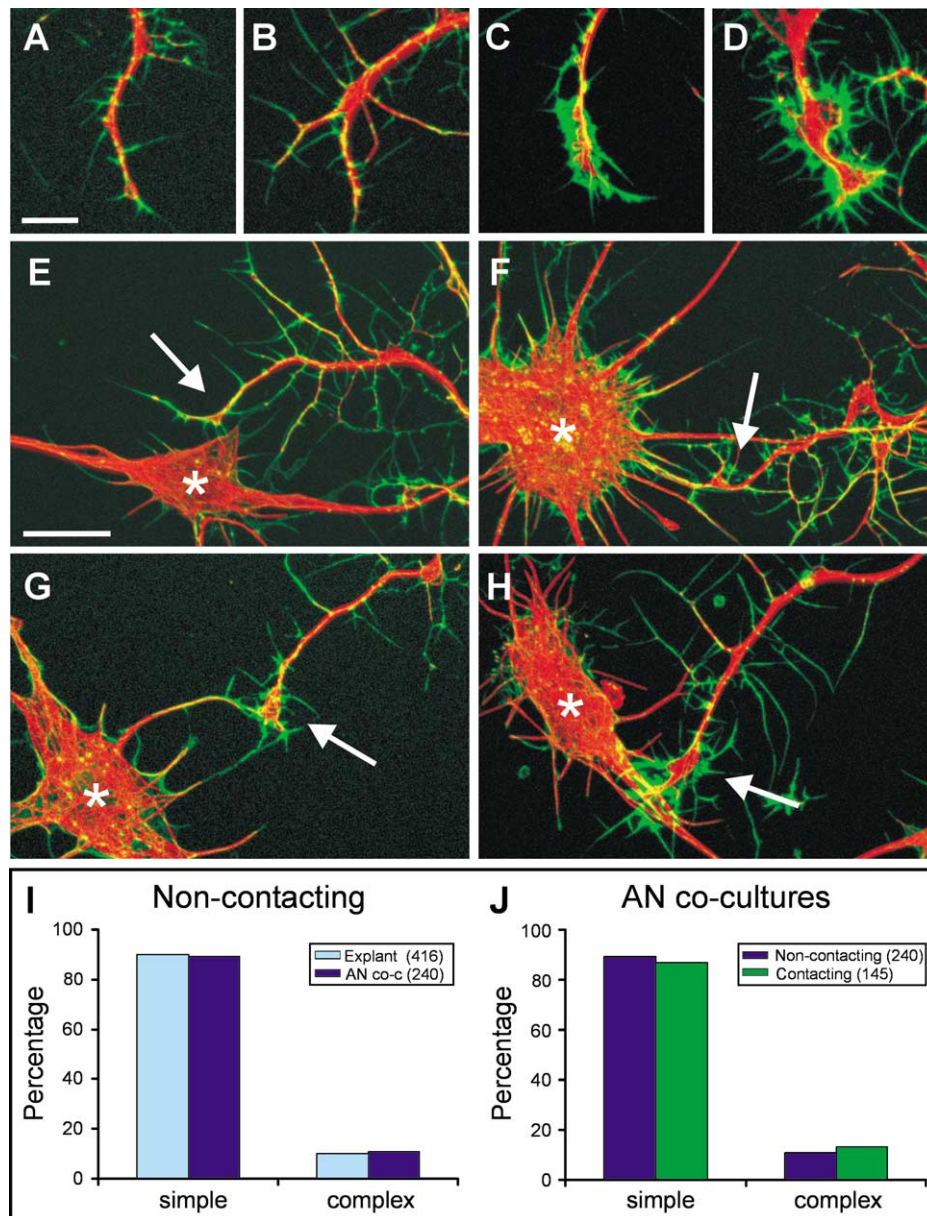 A
B
C
D
E
*
F
*
G
*
H
*
I Non-contacting
100
80
60
40
20
0
Percentage
Explant (416)
AN co-c (240)
simple
complex
J AN co-cultures
100
80
60
40
20
0
Percentage
Non-contacting (240)
Contacting (145)
simple
complex